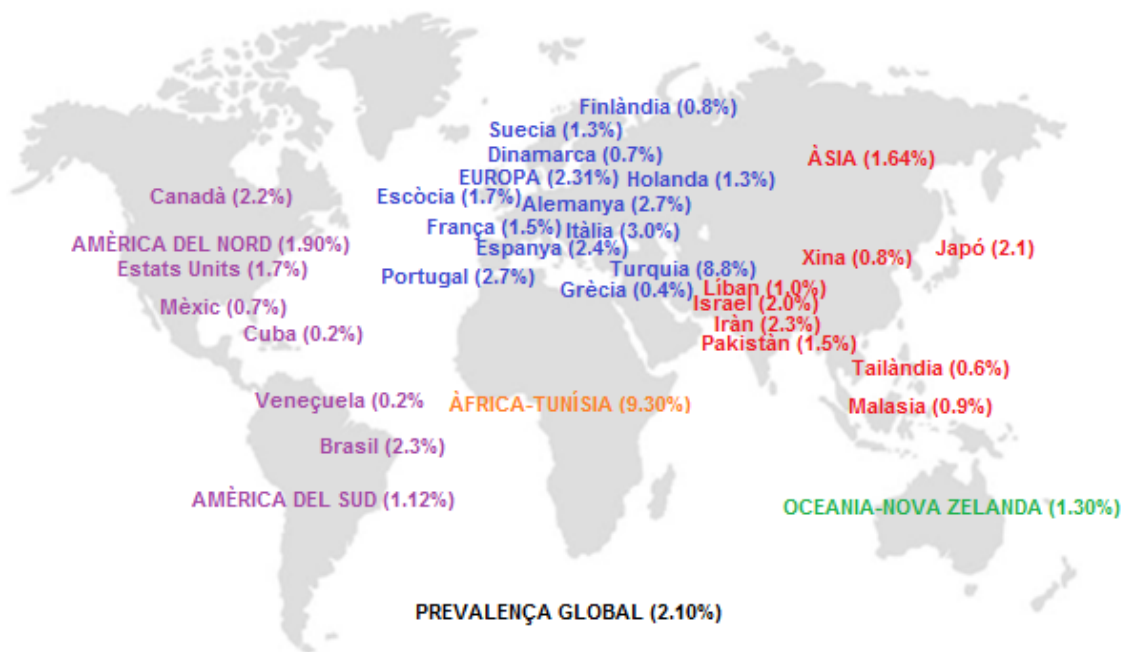 Finlàndia (0.8%)
Suecia (1.3%)
Dinamarca (0.7%)
ÀSIA (1.64%)
EUROPA (2.31%)
Holanda (1.3%)
Canadà (2.2%)
Escòcia (1.7%)
Alemanya (2.7%)
França (1.5%)
Itàlia (3.0%)
AMÈRICA DEL NORD (1.90%)
Espanya (2.4%)
Japó (2.1)
Xina (0.8%)
Estats Units (1.7%)
Turquia (8.8%)
Portugal (2.7%)
Grècia (0.4%)
Líban (1.0%)
Israel (2.0%)
Mèxic (0.7%)
Iràn (2.3%)
Cuba (0.2%)
Pakistàn (1.5%)
Tailàndia (0.6%)
Veneçuela (0.2%
ÀFRICA-TUNÍSIA (9.30%)
Malasia (0.9%)
Brasil (2.3%)
AMÈRICA DEL SUD (1.12%)
OCEANIA-NOVA ZELANDA (1.30%)
PREVALENÇA GLOBAL (2.10%)